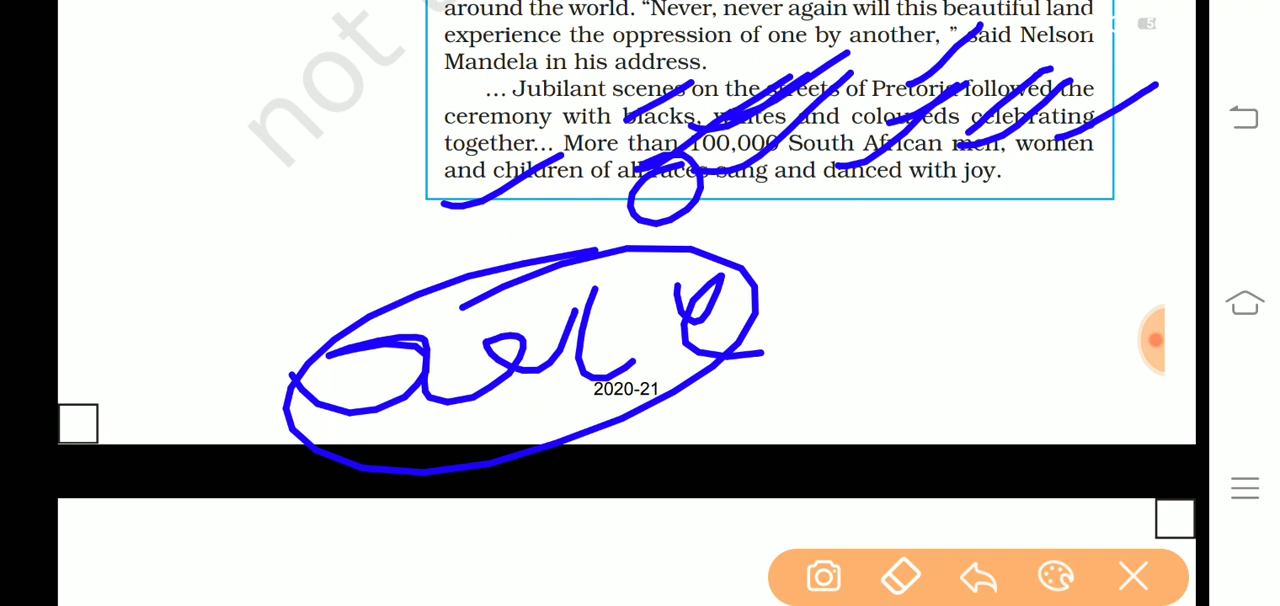 around the world. “Never, never again will this beautiful land
experience the oppression of one by another, ” said Nelson
Mandela in his address.
... Jubilant scenes on the streets of Pretoria followed the
ceremony with blacks, whites and coloureds celebrating
together... More than 100,000 South African men, women
and children of all races sang and danced with joy.
not
2020-21